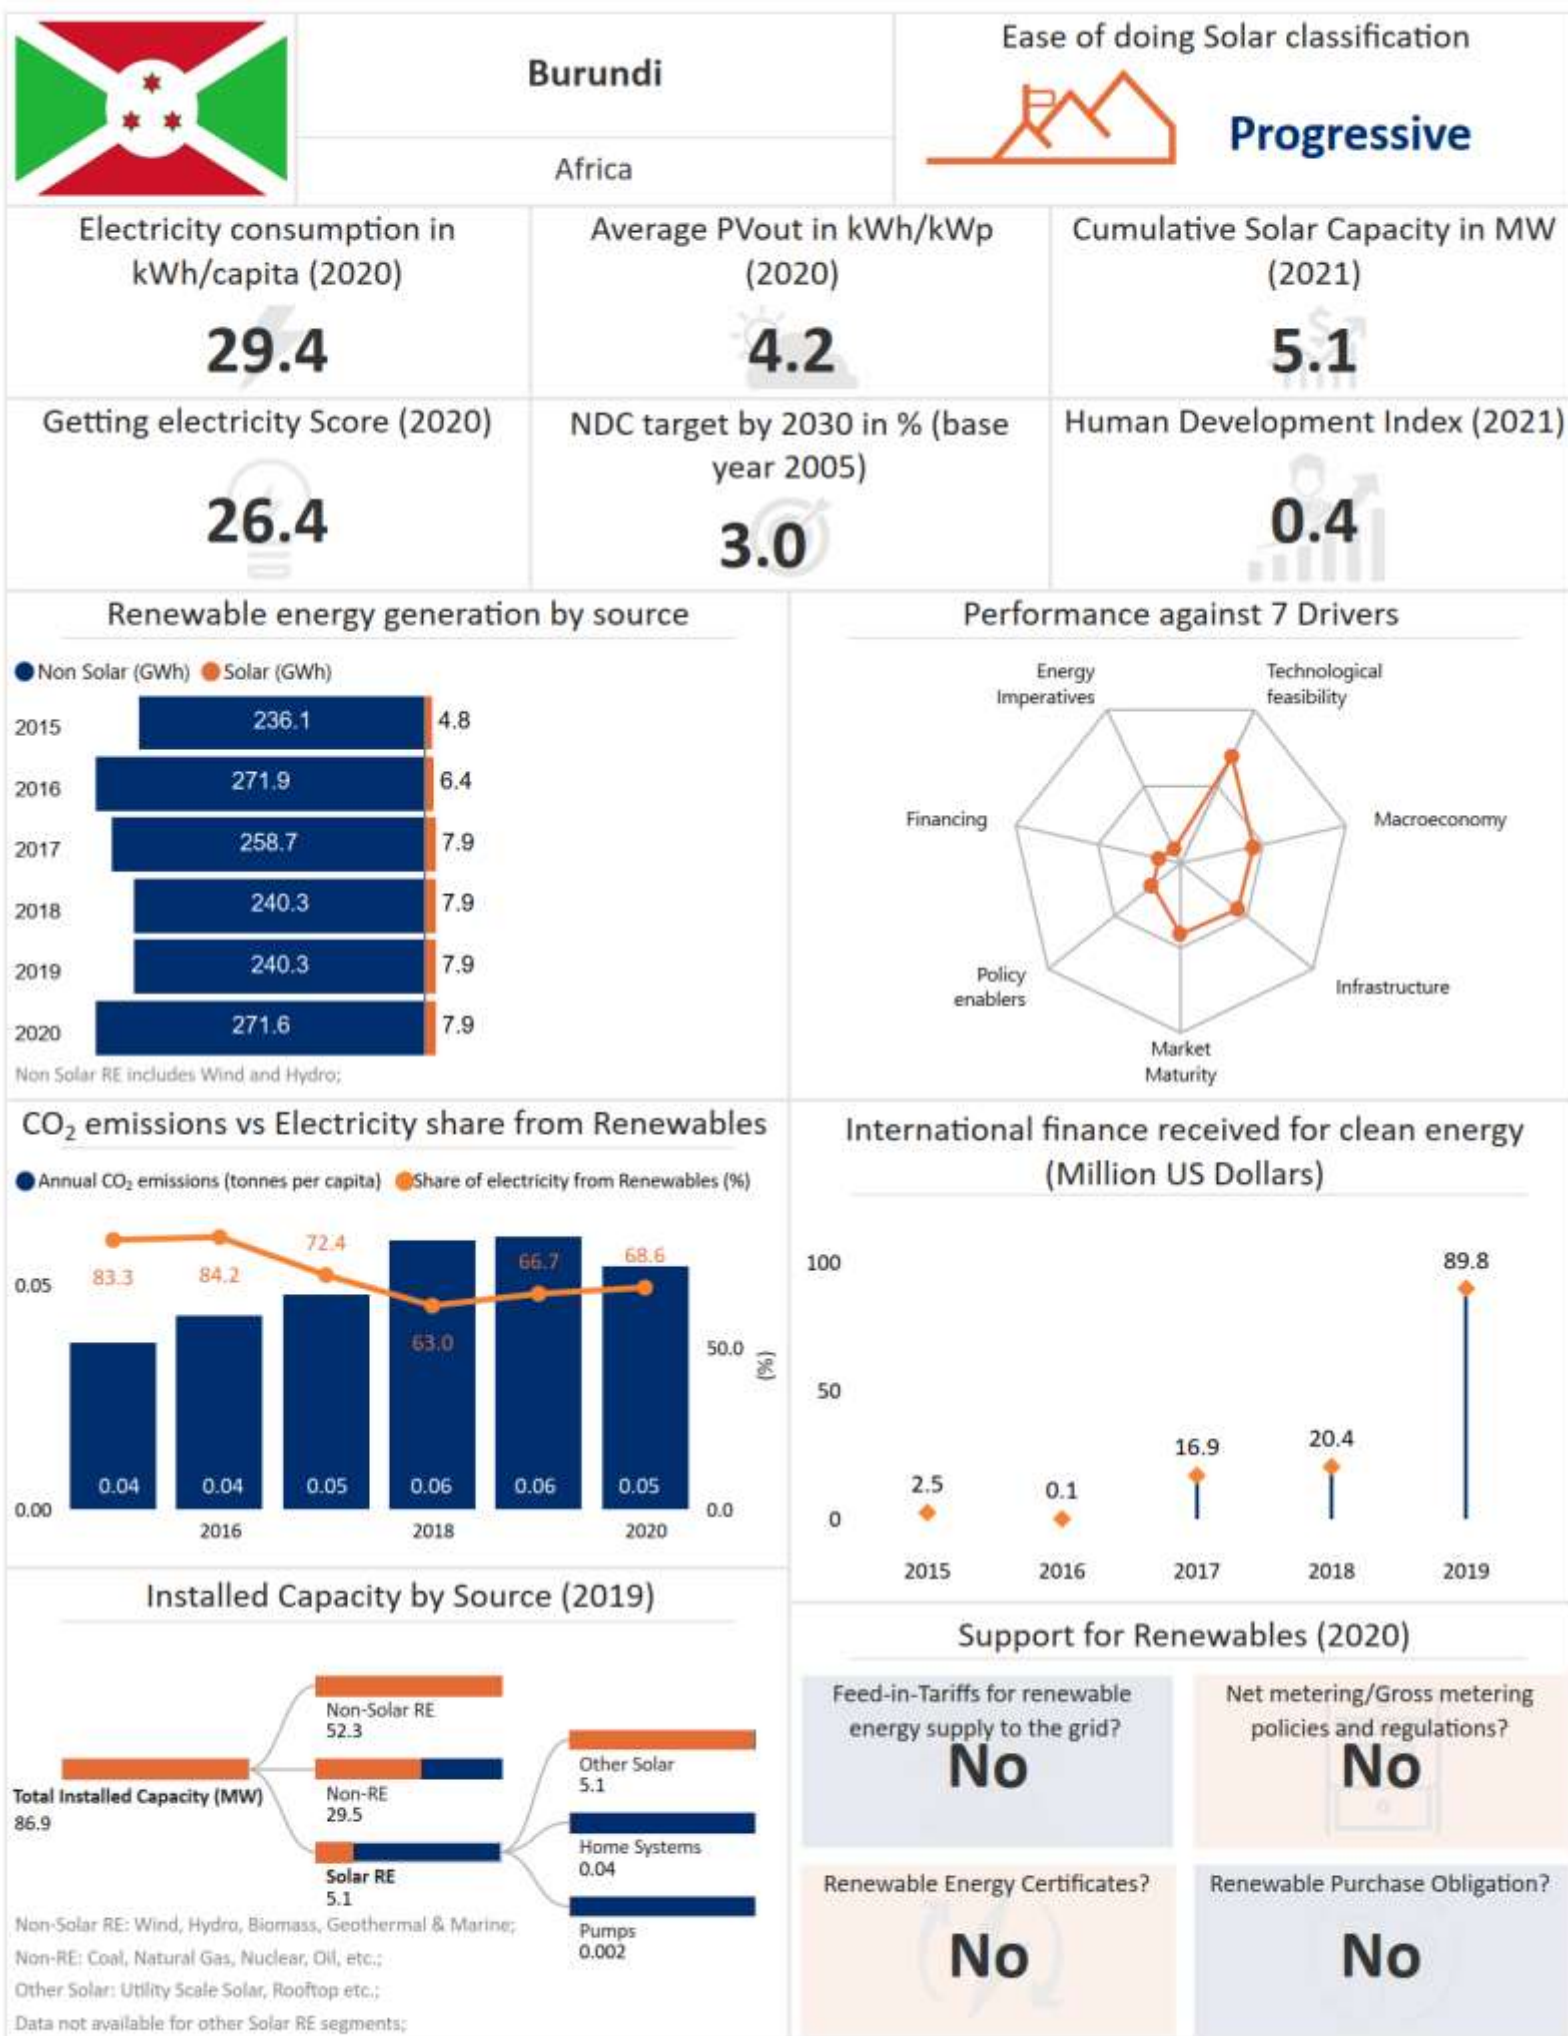 Burundi
Africa
Ease of doing Solar classification
Progressive
Electricity consumption in
kWh/capita (2020)
29.4
Average PVout in kWh/kWp
(2020)
4.2
Cumulative Solar Capacity in MW
(2021)
5.1
Getting electricity Score (2020)
26.4
NDC target by 2030 in % (base
year 2005)
3.0
Human Development Index (2021)
0.4
Renewable energy generation by source
Non Solar (GWh) Solar (GWh)
2015 236.1 4.8
2016 271.9 6.4
2017 258.7 7.9
2018 240.3 7.9
2019 240.3 7.9
2020 271.6 7.9
Non Solar RE includes Wind and Hydro;
Performance against 7 Drivers
Energy
Imperatives
Technological
feasibility
Financing
Macroeconomy
Policy
enablers
Infrastructure
Market
Maturity
CO₂ emissions vs Electricity share from Renewables
Annual CO₂ emissions (tonnes per capita) Share of electricity from Renewables (%)
83.3 84.2 72.4 63.0 66.7 68.6
0.05
50.0
(%)
0.04 0.04 0.05 0.06 0.06 0.05
0.00
0.0
2016 2018 2020
International finance received for clean energy
(Million US Dollars)
100
50
0
2.5 0.1 16.9 20.4 89.8
2015 2016 2017 2018 2019
Installed Capacity by Source (2019)
Total Installed Capacity (MW)
86.9
Non-Solar RE
52.3
Non-RE
29.5
Solar RE
5.1
Other Solar
5.1
Home Systems
0.04
Pumps
0.002
Non-Solar RE: Wind, Hydro, Biomass, Geothermal & Marine;
Non-RE: Coal, Natural Gas, Nuclear, Oil, etc.;
Other Solar: Utility Scale Solar, Rooftop etc.;
Data not available for other Solar RE segments;
Support for Renewables (2020)
Feed-in-Tariffs for renewable
energy supply to the grid?
No
Net metering/Gross metering
policies and regulations?
No
Renewable Energy Certificates?
No
Renewable Purchase Obligation?
No